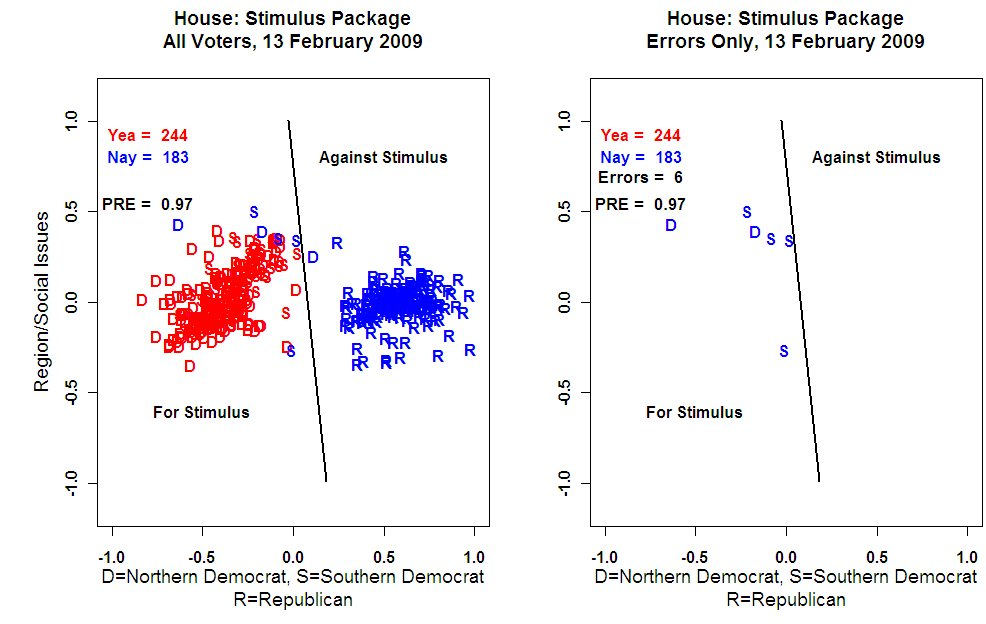 House: Stimulus Package
All Voters, 13 February 2009
Region/Social Issues
1.0
0.5
0.0
-0.5
-1.0
Yea = 244
Nay = 183
PRE = 0.97
Against Stimulus
For Stimulus
-1.0 -0.5 0.0 0.5 1.0
D=Northern Democrat, S=Southern Democrat
R=Republican
House: Stimulus Package
Errors Only, 13 February 2009
1.0
0.5
0.0
-0.5
-1.0
Yea = 244
Nay = 183
Errors = 6
PRE = 0.97
Against Stimulus
S
D
D
S
S
S
For Stimulus
-1.0 -0.5 0.0 0.5 1.0
D=Northern Democrat, S=Southern Democrat
R=Republican